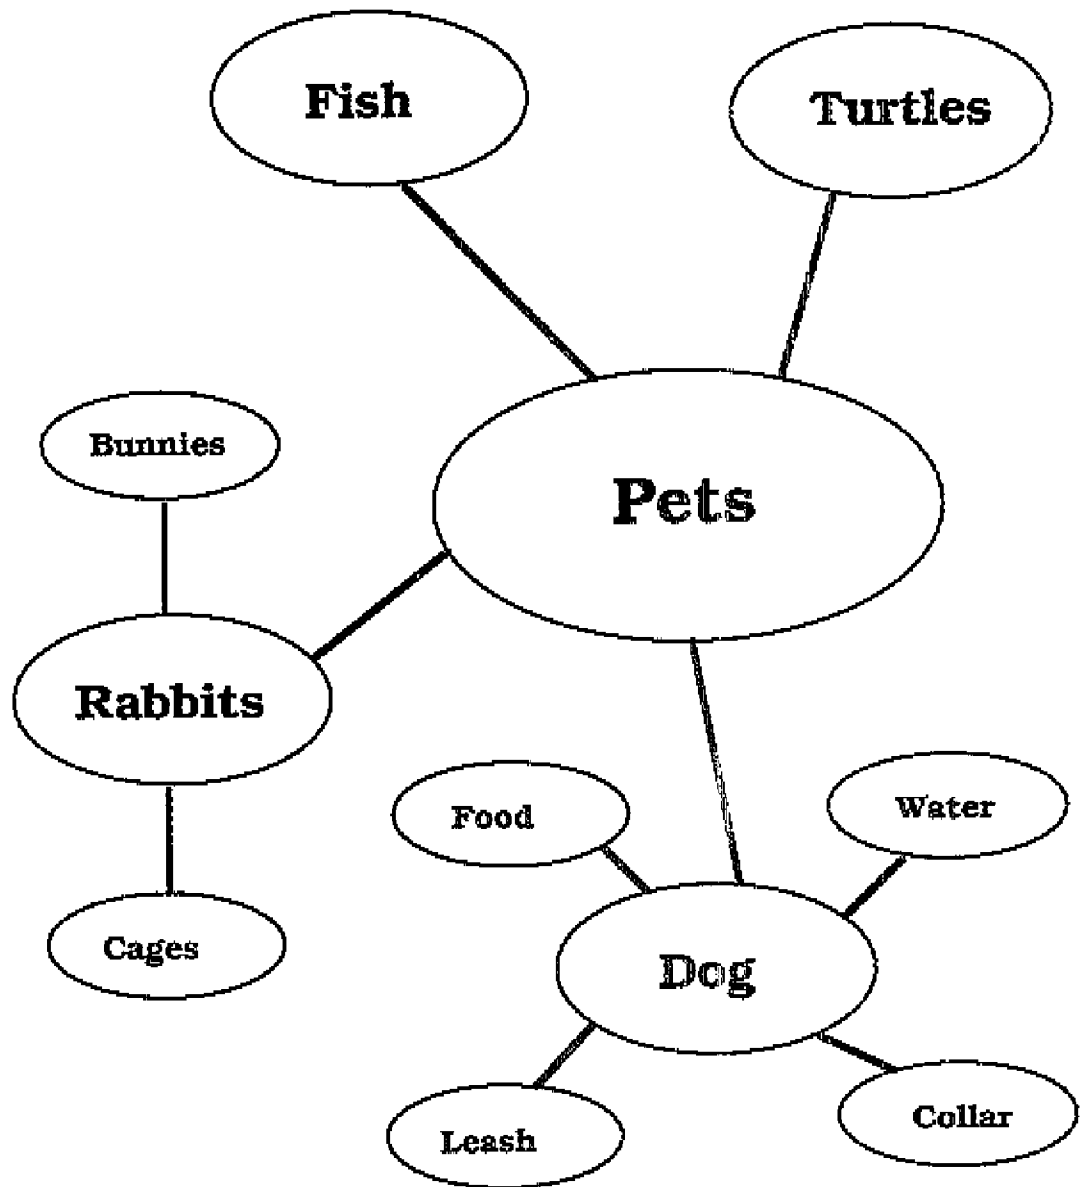 Fish
Turtles
Bunnies
Pets
Rabbits
Food
Water
Cages
Dog
Leash
Collar